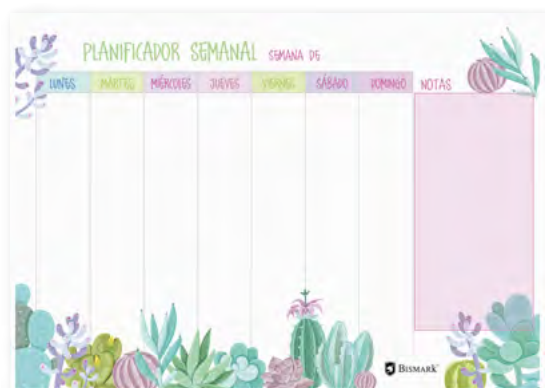 PLANIFICADOR SEMANAL SEMANA DE
LUNES MARTES MIÉRCOLES JUEVES VIERNES SÁBADO DOMINGO NOTAS
BISMARK